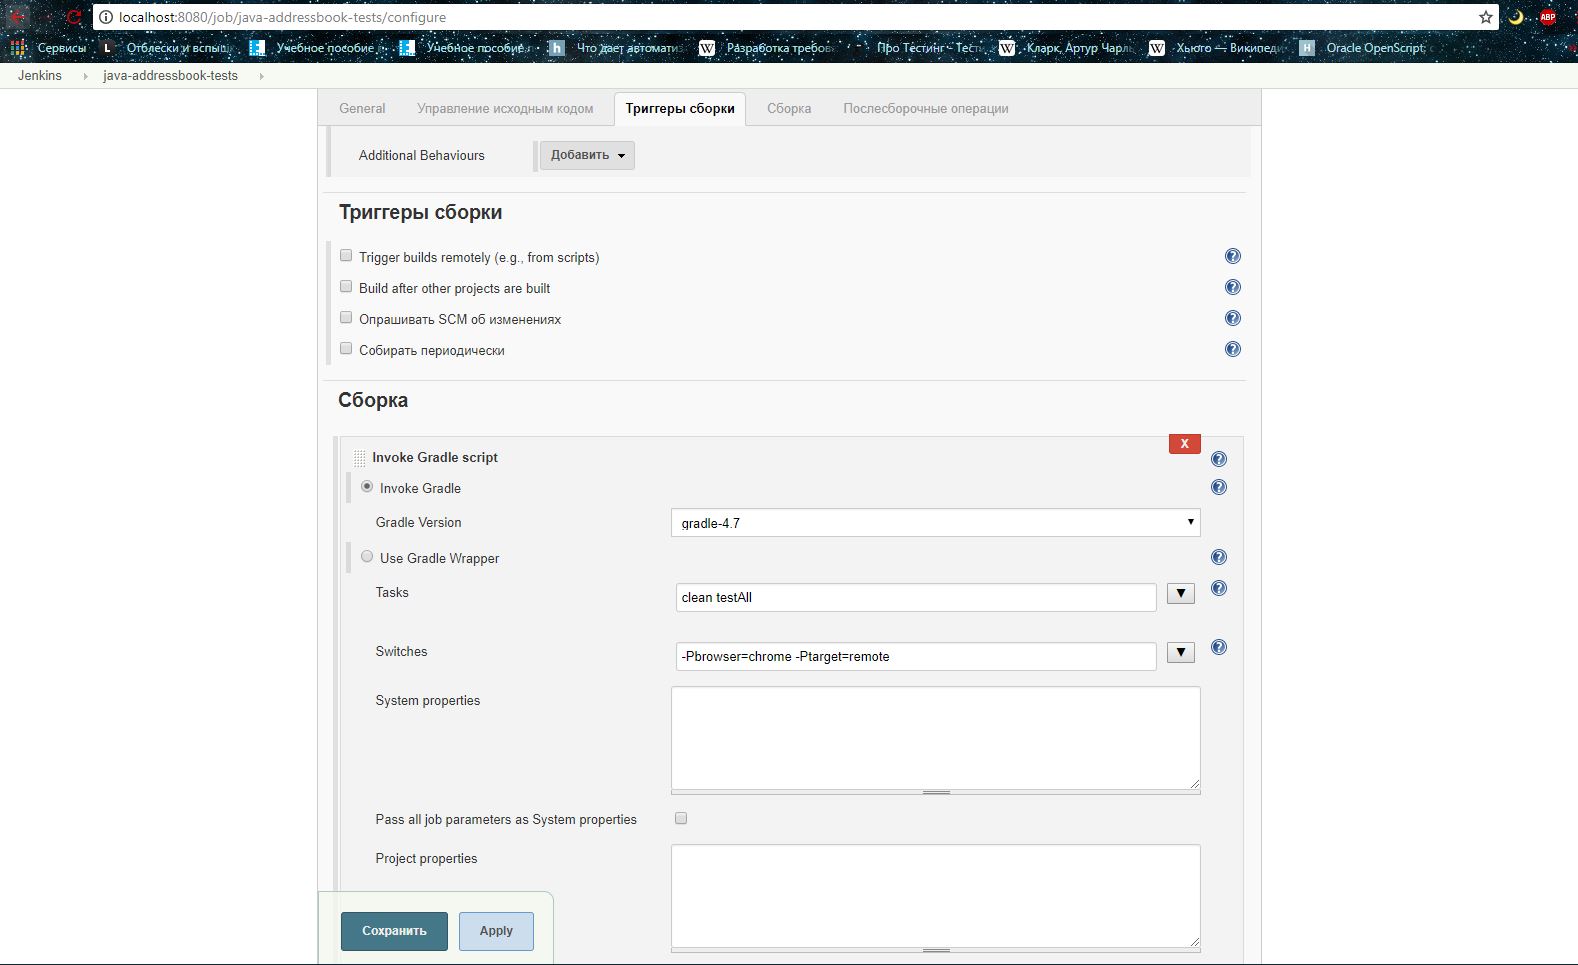 localhost:8080/job/java-addressbook-tests/configure
ABP
Сервисы
L Отблески и вспыш
Учебное пособие
Учебное пособие.п
h Что дает автомати
W Разработка требов
Про Тестинг - Тест
W Кларк, Артур Чарль
W Хьюго — Википеди
H Oracle OpenScript: с
Jenkins
java-addressbook-tests
General
Управление исходным кодом
Триггеры сборки
Сборка
Послесборочные операции
Additional Behaviours
Добавить
Триггеры сборки
Trigger builds remotely (e.g., from scripts)
Build after other projects are built
Опрашивать SCM об изменениях
Собирать периодически
Сборка
X
Invoke Gradle script
Invoke Gradle
Gradle Version
gradle-4.7
Use Gradle Wrapper
Tasks
clean testAll
Switches
-Pbrowser=chrome -Ptarget=remote
System properties
Pass all job parameters as System properties
Project properties
Сохранить
Apply